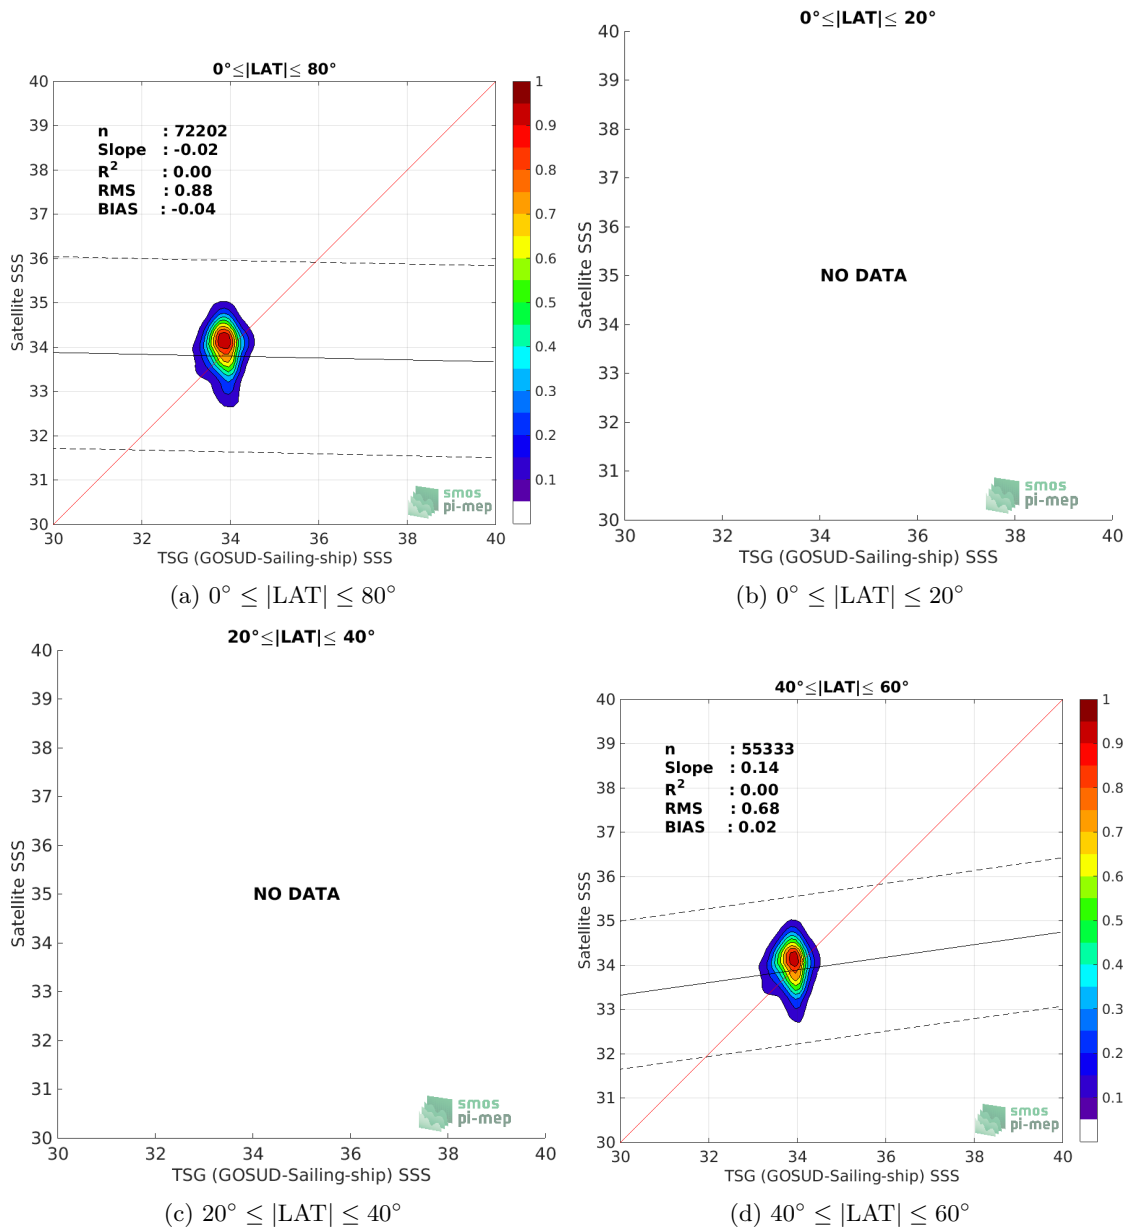 0°≤|LAT|≤ 80°
40
39
38
37
36
35
34
33
32
31
30
n : 72202
Slope : -0.02
R² : 0.00
RMS : 0.88
BIAS : -0.04
1
0.9
0.8
0.7
0.6
0.5
0.4
0.3
0.2
0.1
Satellite SSS
smos
pi-mep
30 32 34 36 38 40
TSG (GOSUD-Sailing-ship) SSS
(a) 0° ≤ |LAT| ≤ 80°
0°≤|LAT|≤ 20°
40
39
38
37
36
35
34
33
32
31
30
Satellite SSS
NO DATA
smos
pi-mep
30 32 34 36 38 40
TSG (GOSUD-Sailing-ship) SSS
(b) 0° ≤ |LAT| ≤ 20°
20°≤|LAT|≤ 40°
40
39
38
37
36
35
34
33
32
31
30
Satellite SSS
NO DATA
smos
pi-mep
30 32 34 36 38 40
TSG (GOSUD-Sailing-ship) SSS
(c) 20° ≤ |LAT| ≤ 40°
40°≤|LAT|≤ 60°
40
39
38
37
36
35
34
33
32
31
30
n : 55333
Slope : 0.14
R² : 0.00
RMS : 0.68
BIAS : 0.02
1
0.9
0.8
0.7
0.6
0.5
0.4
0.3
0.2
0.1
Satellite SSS
smos
pi-mep
30 32 34 36 38 40
TSG (GOSUD-Sailing-ship) SSS
(d) 40° ≤ |LAT| ≤ 60°